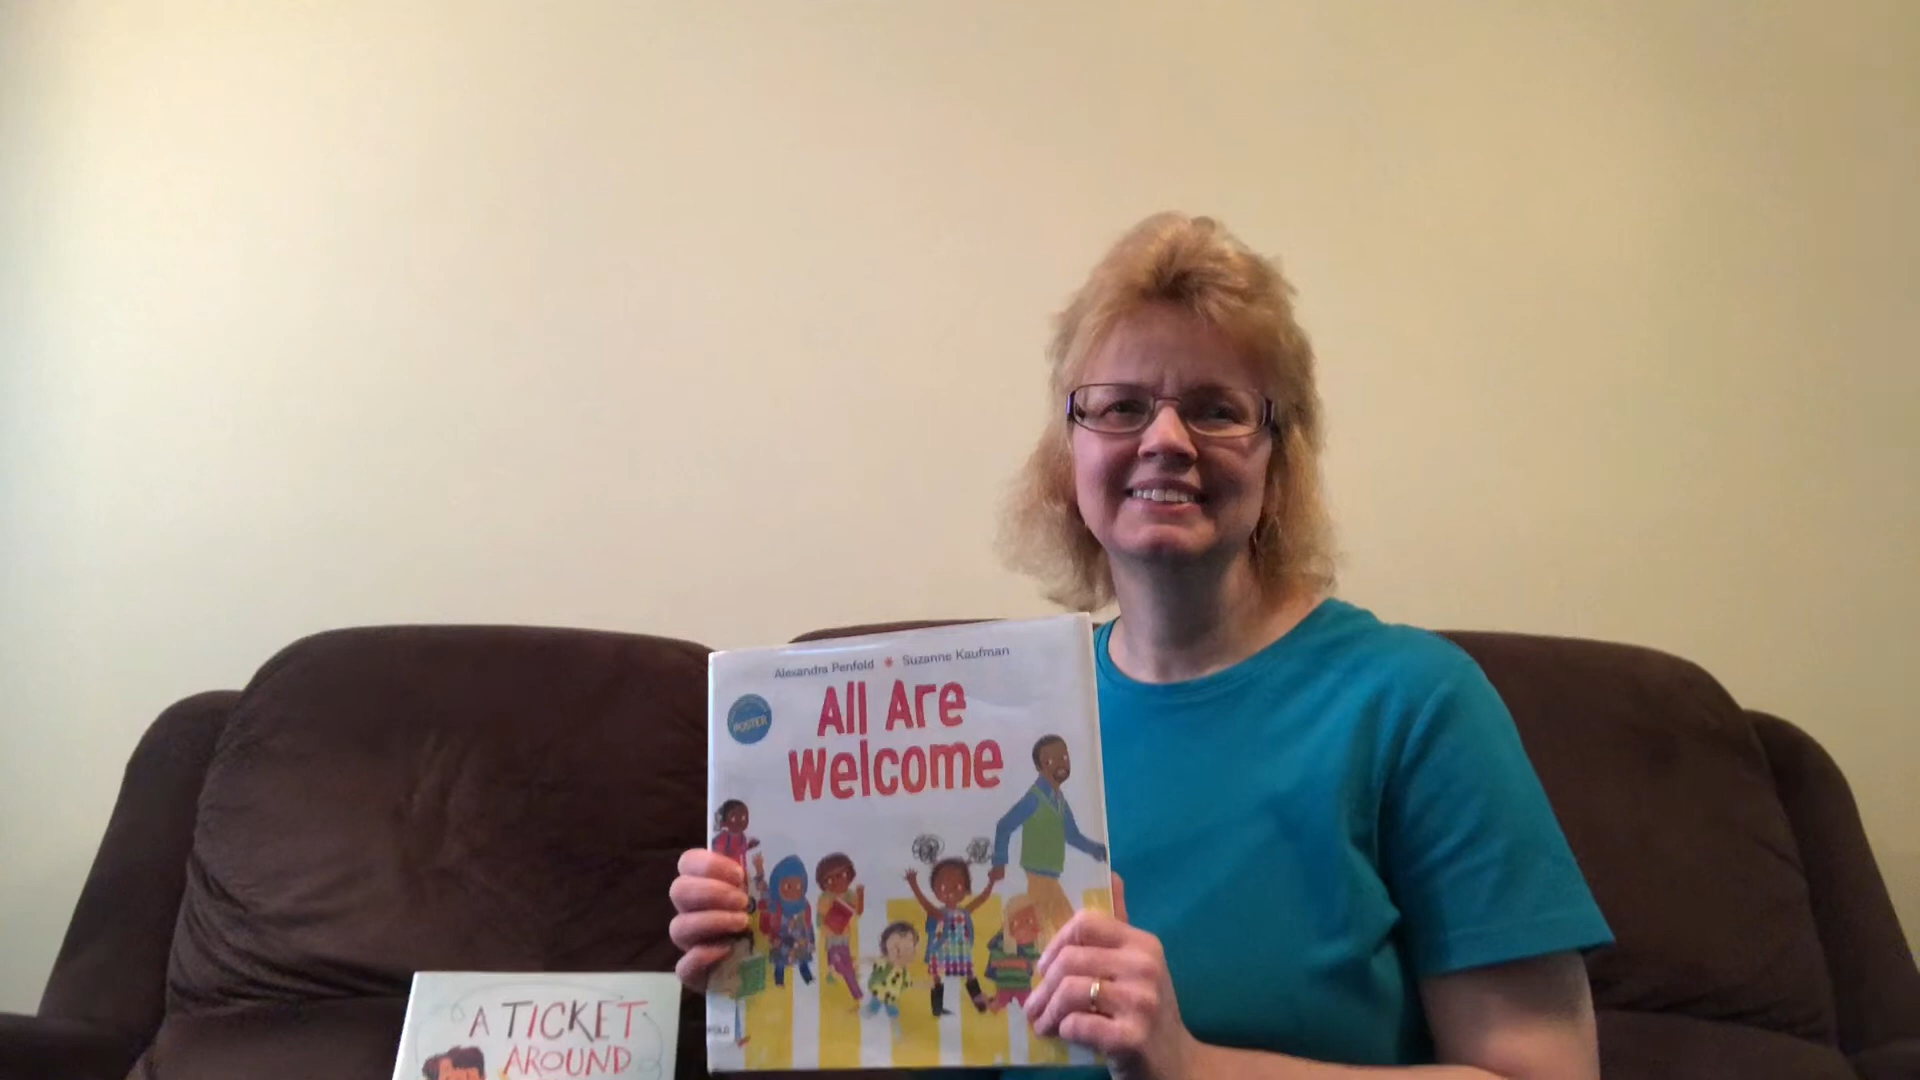 Alexandra Penfold Suzanne Kaufman
All Are
Welcome
POSTER
A TICKET
AROUND